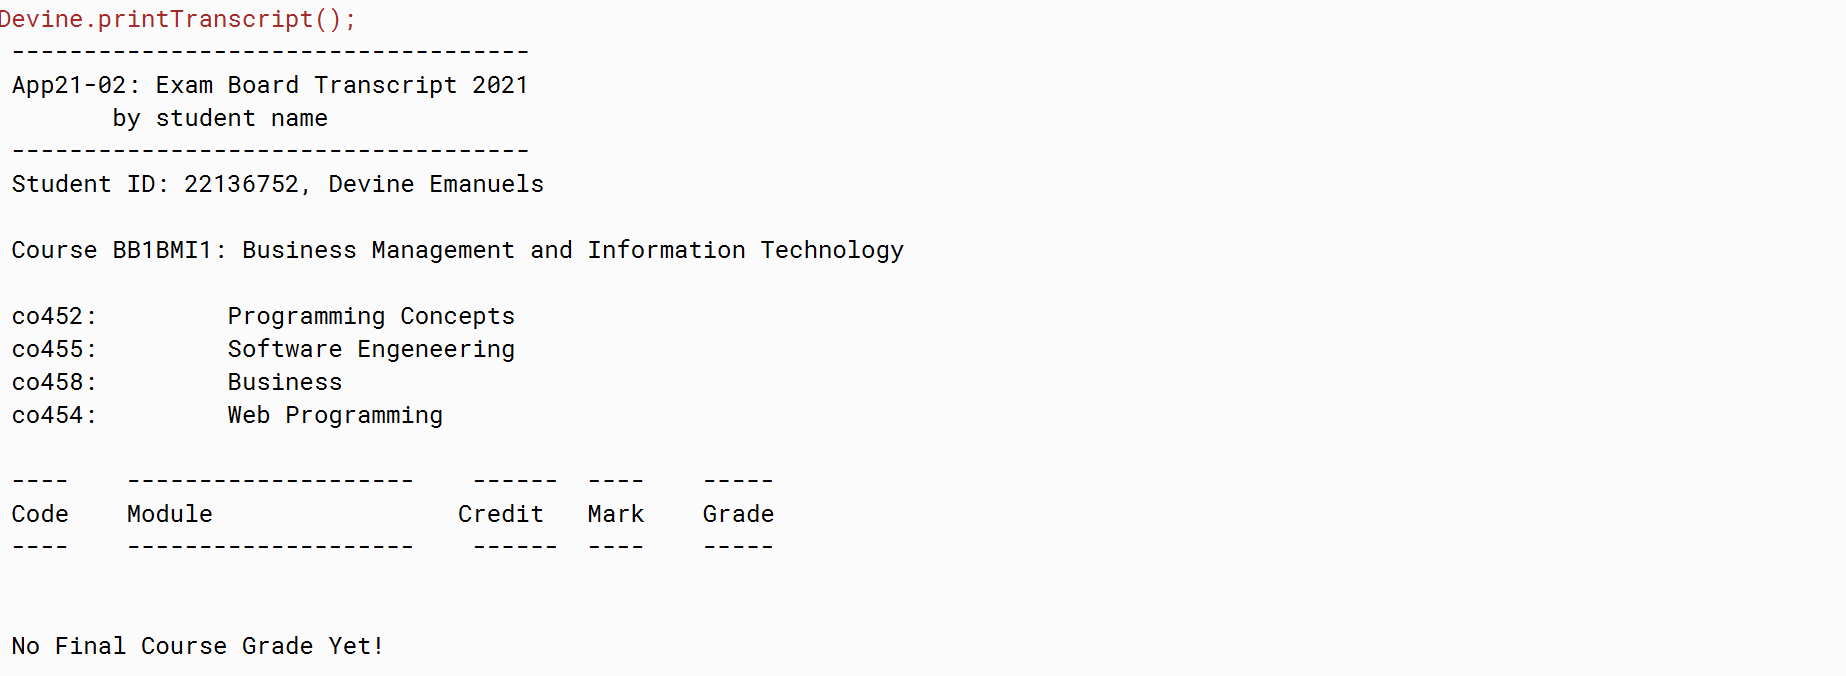 Devine.printTranscript();
------------------------------------
App21-02: Exam Board Transcript 2021
       by student name
------------------------------------
Student ID: 22136752, Devine Emanuels

Course BB1BMI1: Business Management and Information Technology

co452:         Programming Concepts
co455:         Software Engeneering
co458:         Business
co454:         Web Programming

----    --------------------    ------  ----    -----
Code    Module                 Credit   Mark    Grade
----    --------------------    ------  ----    -----

No Final Course Grade Yet!